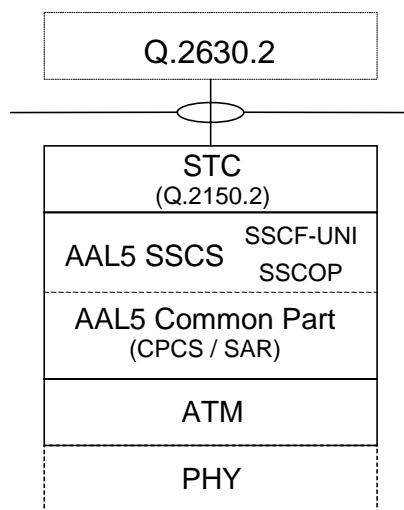 Q.2630.2
STC
(Q.2150.2)
AAL5 SSCS
SSCF-UNI
SSCOP
AAL5 Common Part
(CPCS / SAR)
ATM
PHY